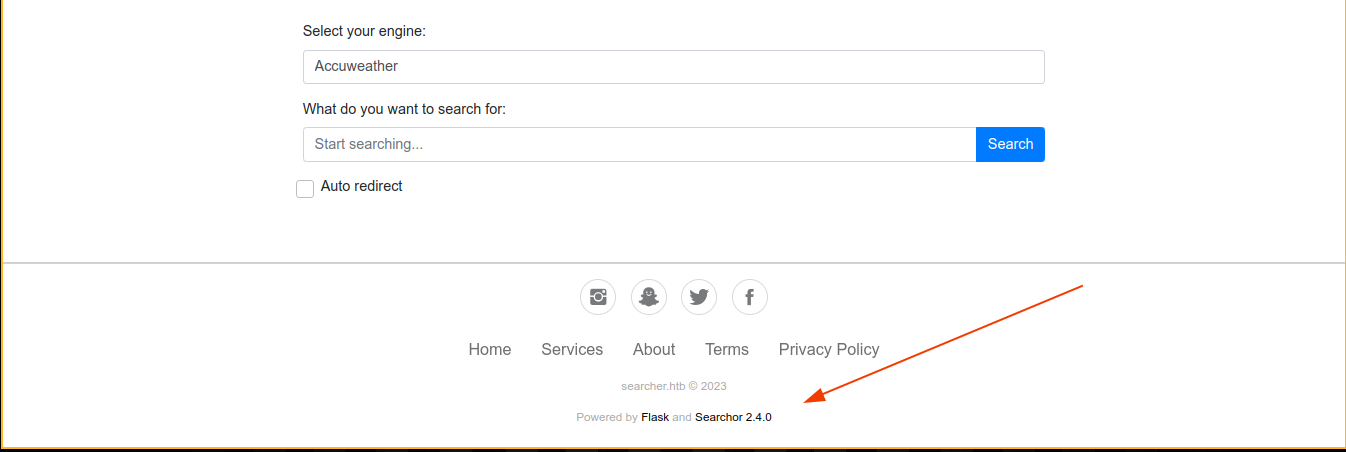 Select your engine:
Accuweather
What do you want to search for:
Start searching... Search
Auto redirect
Home Services About Terms Privacy Policy
searcher.htb © 2023
Powered by Flask and Searchor 2.4.0